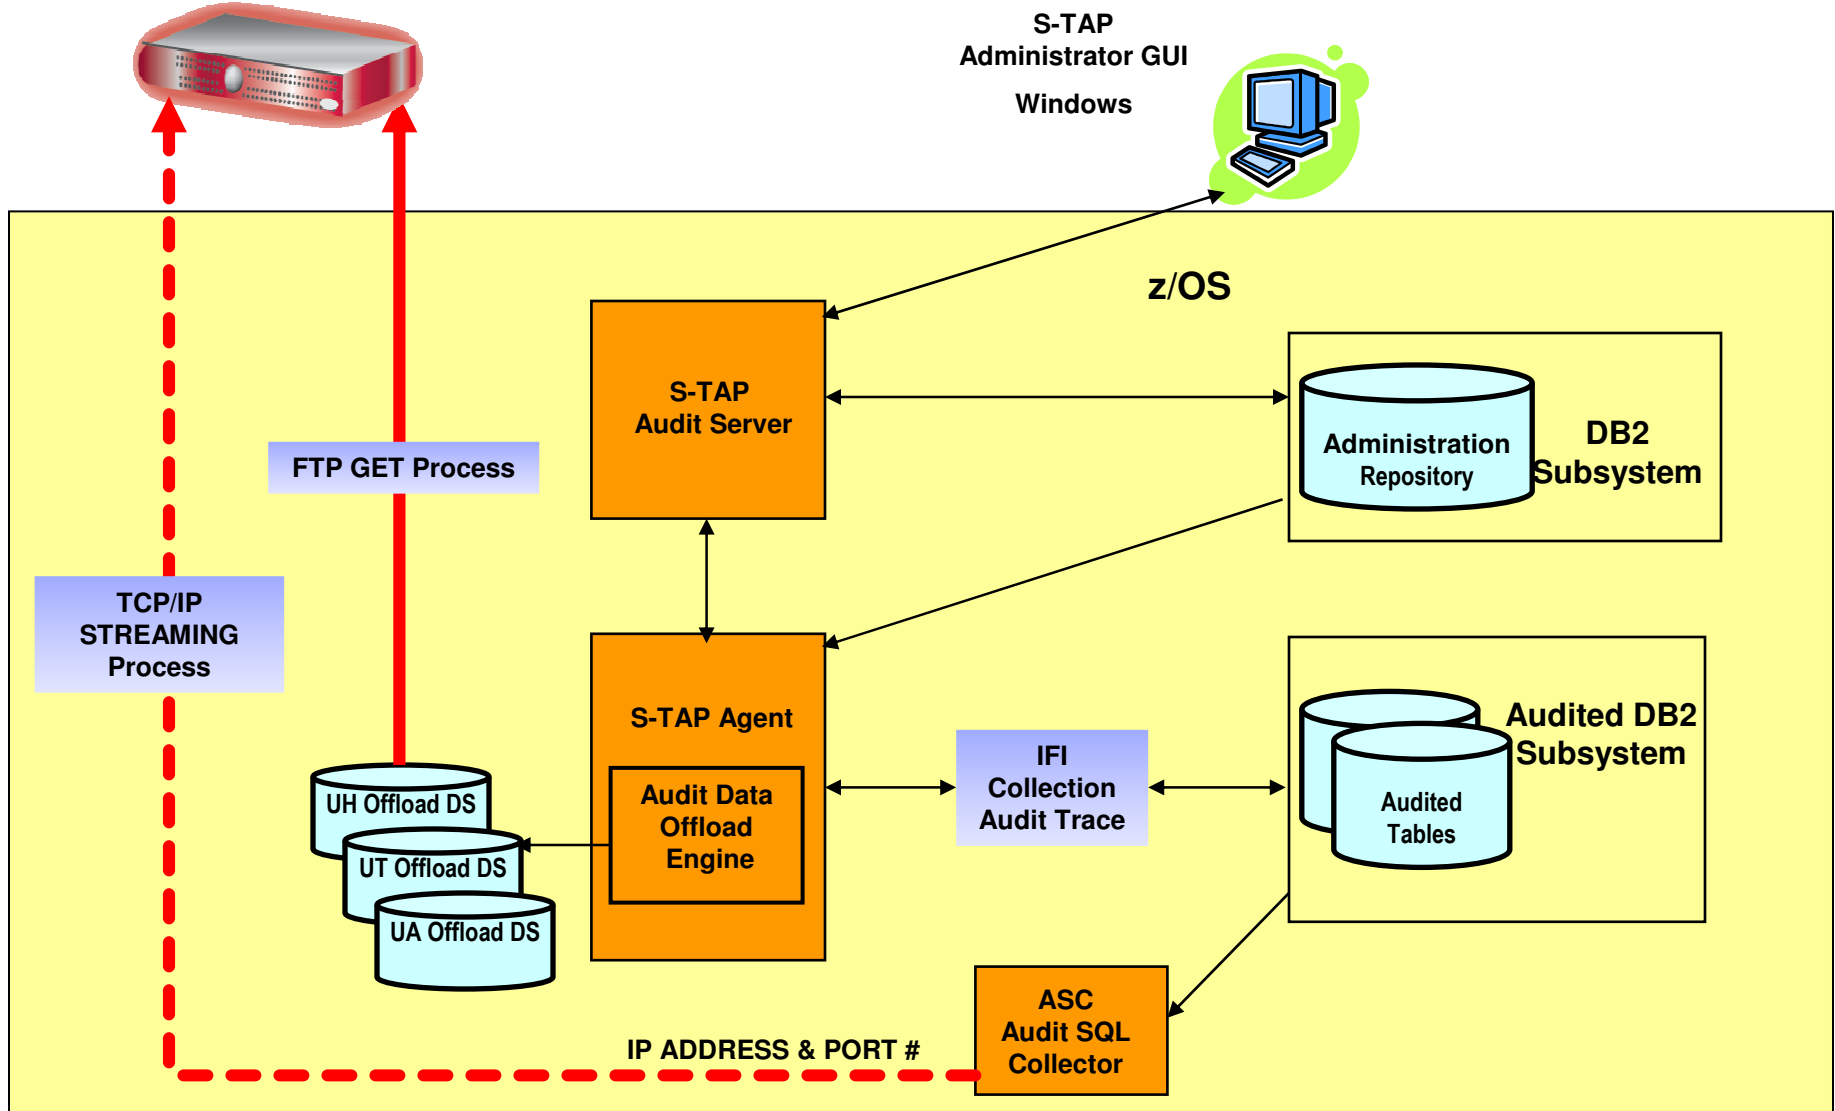 S-TAP
Administrator GUI
Windows
z/OS
S-TAP
Audit Server
Administration
Repository
DB2
Subsystem
FTP GET Process
TCP/IP
STREAMING
Process
S-TAP Agent
Audit Data
Offload
Engine
IFI
Collection
Audit Trace
Audited DB2
Subsystem
Audited
Tables
UH Offload DS
UT Offload DS
UA Offload DS
ASC
Audit SQL
Collector
IP ADDRESS & PORT #